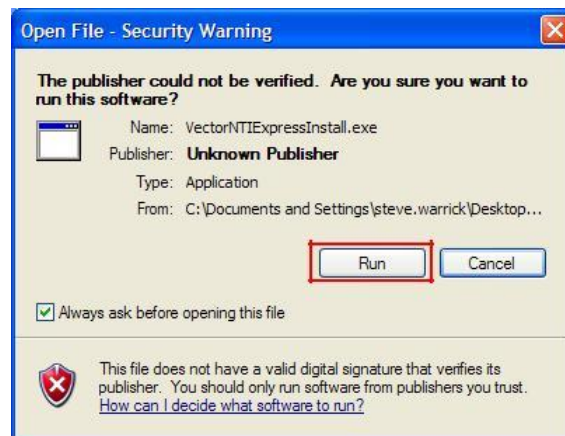 Open File - Security Warning
The publisher could not be verified. Are you sure you want to
run this software?
Name: VectorNTIExpressInstall.exe
Publisher: Unknown Publisher
Type: Application
From: C:\Documents and Settings\steve.warrick\Desktop...
Run Cancel
Always ask before opening this file
This file does not have a valid digital signature that verifies its
publisher. You should only run software from publishers you trust.
How can I decide what software to run?